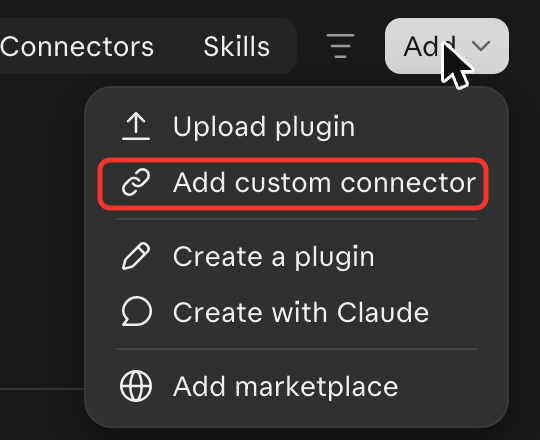 Connectors Skills Add
Upload plugin
Add custom connector
Create a plugin
Create with Claude
Add marketplace